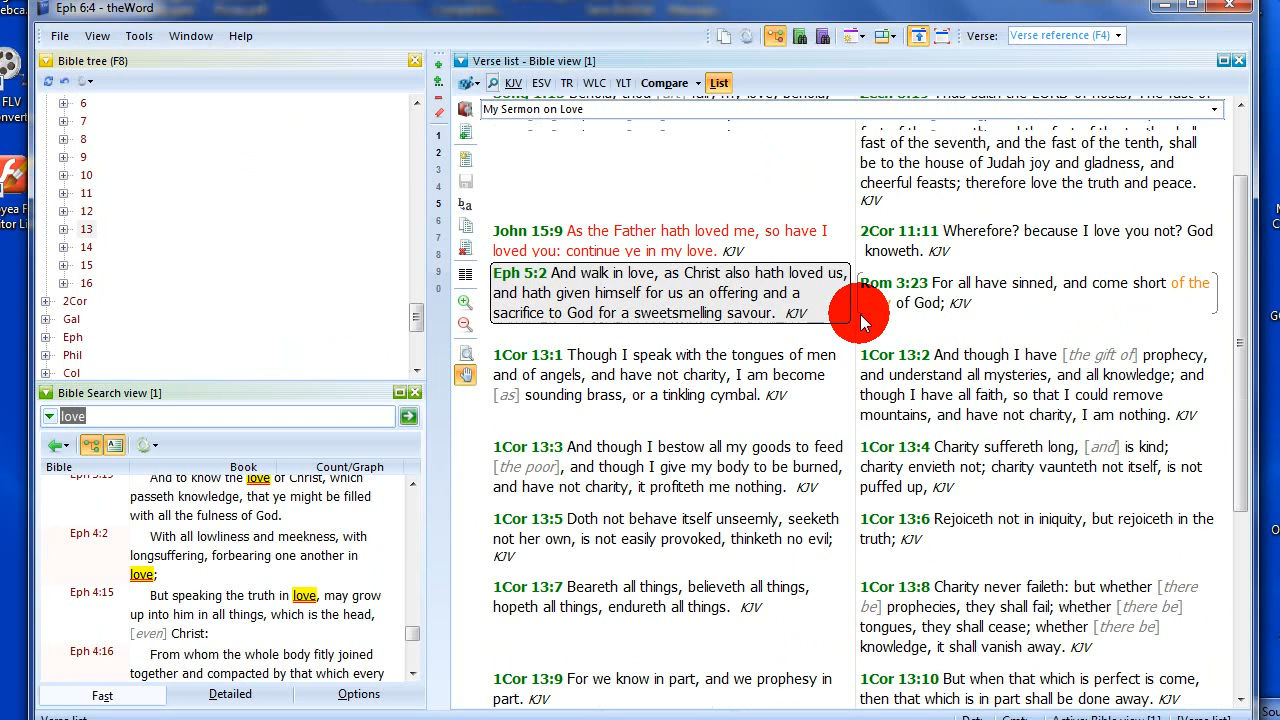 Eph 6:4 - theWord
ebca...
FLV
onvert...
oyea F
itor Li...
File View Tools Window Help
Verse: Verse reference (F4)
Bible tree (F8)
6
7
8
9
10
11
12
13
14
15
16
2Cor
Gal
Eph
Phil
Col
Bible Search view [1]
love
Bible Book Count/Graph
And to know the love of Christ, which
passeth knowledge, that ye might be filled
with all the fulness of God.
Eph 4:2 With all lowliness and meekness, with
longsuffering, forbearing one another in
love;
Eph 4:15 But speaking the truth in love, may grow
up into him in all things, which is the head,
[even] Christ:
Eph 4:16 From whom the whole body fitly joined
together and compacted by that which every
Fast Detailed Options
Verse list - Bible view [1]
KJV ESV TR WLC YLT Compare List
My Sermon on Love
1
2
3
4
5
6
7
8
9
0
John 15:9 As the Father hath loved me, so have I
loved you: continue ye in my love. KJV
Eph 5:2 And walk in love, as Christ also hath loved us,
and hath given himself for us an offering and a
sacrifice to God for a sweetsmelling savour. KJV
1Cor 13:1 Though I speak with the tongues of men
and of angels, and have not charity, I am become
[as] sounding brass, or a tinkling cymbal. KJV
1Cor 13:3 And though I bestow all my goods to feed
[the poor], and though I give my body to be burned,
and have not charity, it profiteth me nothing. KJV
1Cor 13:5 Doth not behave itself unseemly, seeketh
not her own, is not easily provoked, thinketh no evil;
KJV
1Cor 13:7 Beareth all things, believeth all things,
hopeth all things, endureth all things. KJV
1Cor 13:9 For we know in part, and we prophesy in
part. KJV
fast of the seventh, and the fast of the tenth, shall
be to the house of Judah joy and gladness, and
cheerful feasts; therefore love the truth and peace.
KJV
2Cor 11:11 Wherefore? because I love you not? God
knoweth. KJV
Rom 3:23 For all have sinned, and come short of the
of God; KJV
1Cor 13:2 And though I have [the gift of] prophecy,
and understand all mysteries, and all knowledge; and
though I have all faith, so that I could remove
mountains, and have not charity, I am nothing. KJV
1Cor 13:4 Charity suffereth long, [and] is kind;
charity envieth not; charity vaunteth not itself, is not
puffed up, KJV
1Cor 13:6 Rejoiceth not in iniquity, but rejoiceth in the
truth; KJV
1Cor 13:8 Charity never faileth: but whether [there
be] prophecies, they shall fail; whether [there be]
tongues, they shall cease; whether [there be]
knowledge, it shall vanish away. KJV
1Cor 13:10 But when that which is perfect is come,
then that which is in part shall be done away. KJV